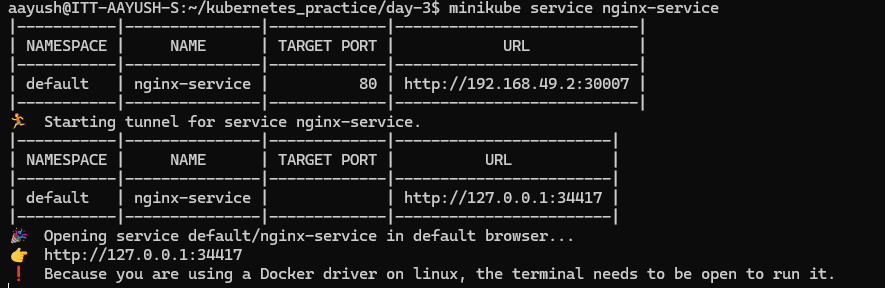 aayush@ITT-AAYUSH-S:~/kubernetes_practice/day-3$ minikube service nginx-service
|-----------|---------------|-------------|---------------------------|
| NAMESPACE |     NAME      | TARGET PORT |            URL            |
|-----------|---------------|-------------|---------------------------|
| default   | nginx-service |          80 | http://192.168.49.2:30007 |
|-----------|---------------|-------------|---------------------------|
🏃  Starting tunnel for service nginx-service.
|-----------|---------------|-------------|------------------------|
| NAMESPACE |     NAME      | TARGET PORT |          URL           |
|-----------|---------------|-------------|------------------------|
| default   | nginx-service |             | http://127.0.0.1:34417 |
|-----------|---------------|-------------|------------------------|
🎉  Opening service default/nginx-service in default browser...
👉  http://127.0.0.1:34417
❗  Because you are using a Docker driver on linux, the terminal needs to be open to run it.